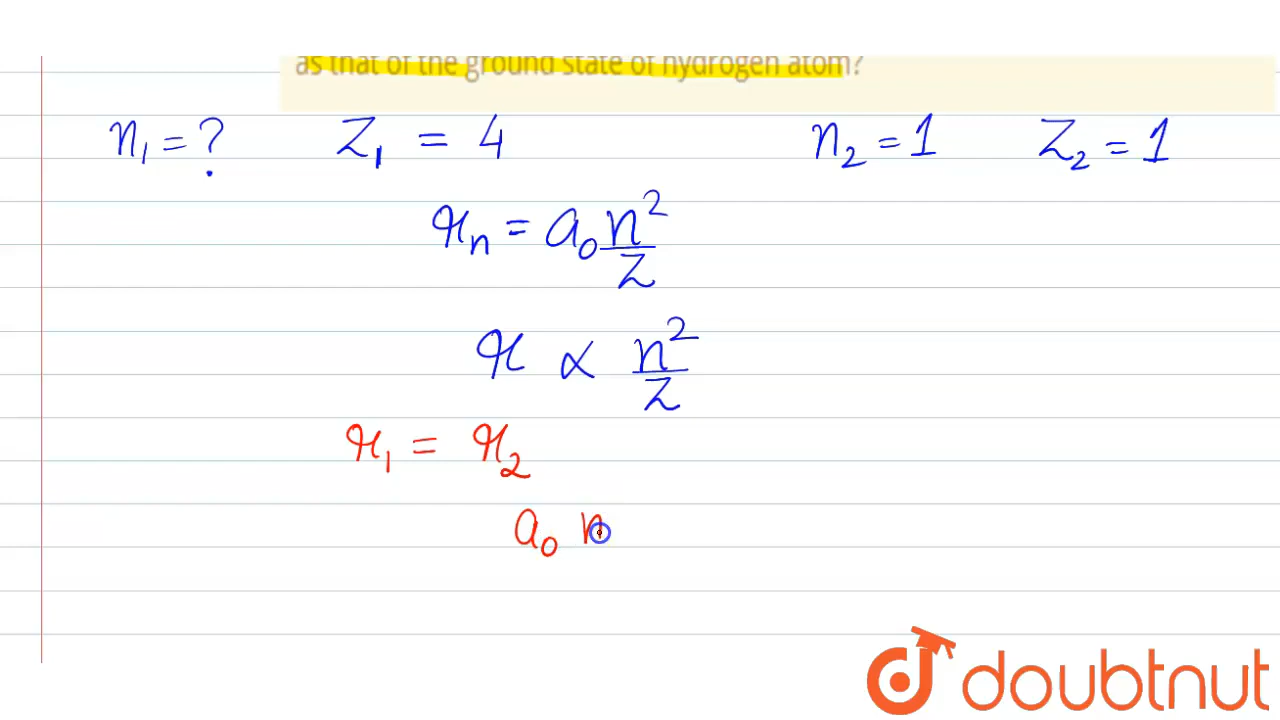 as that of the ground state of hydrogen atom?
n₁ = ? Z₁ = 4 n₂ = 1 Z₂ = 1
rₙ = a₀ n²/Z
r ∝ n²/Z
r₁ = r₂
a₀ n
doubtnut